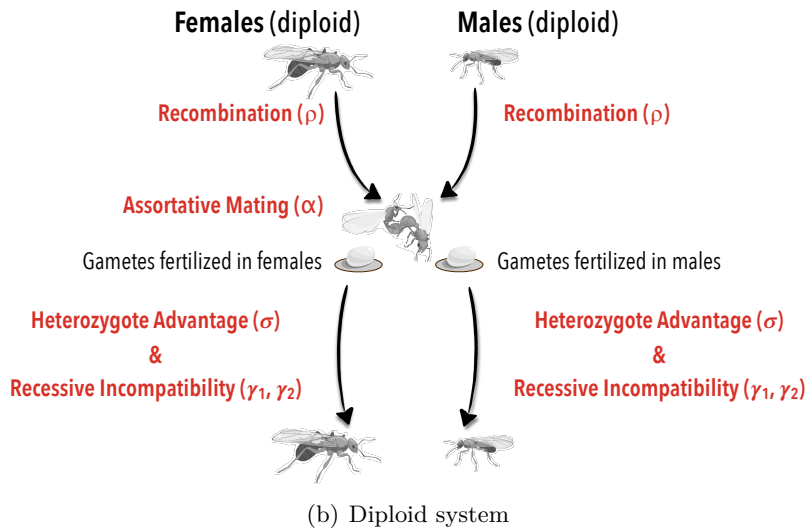 Females (diploid) Males (diploid)
Recombination (ρ) Recombination (ρ)
Assortative Mating (α)
Gametes fertilized in females Gametes fertilized in males
Heterozygote Advantage (σ) Heterozygote Advantage (σ)
& &
Recessive Incompatibility (γ1, γ2) Recessive Incompatibility (γ1, γ2)
(b) Diploid system